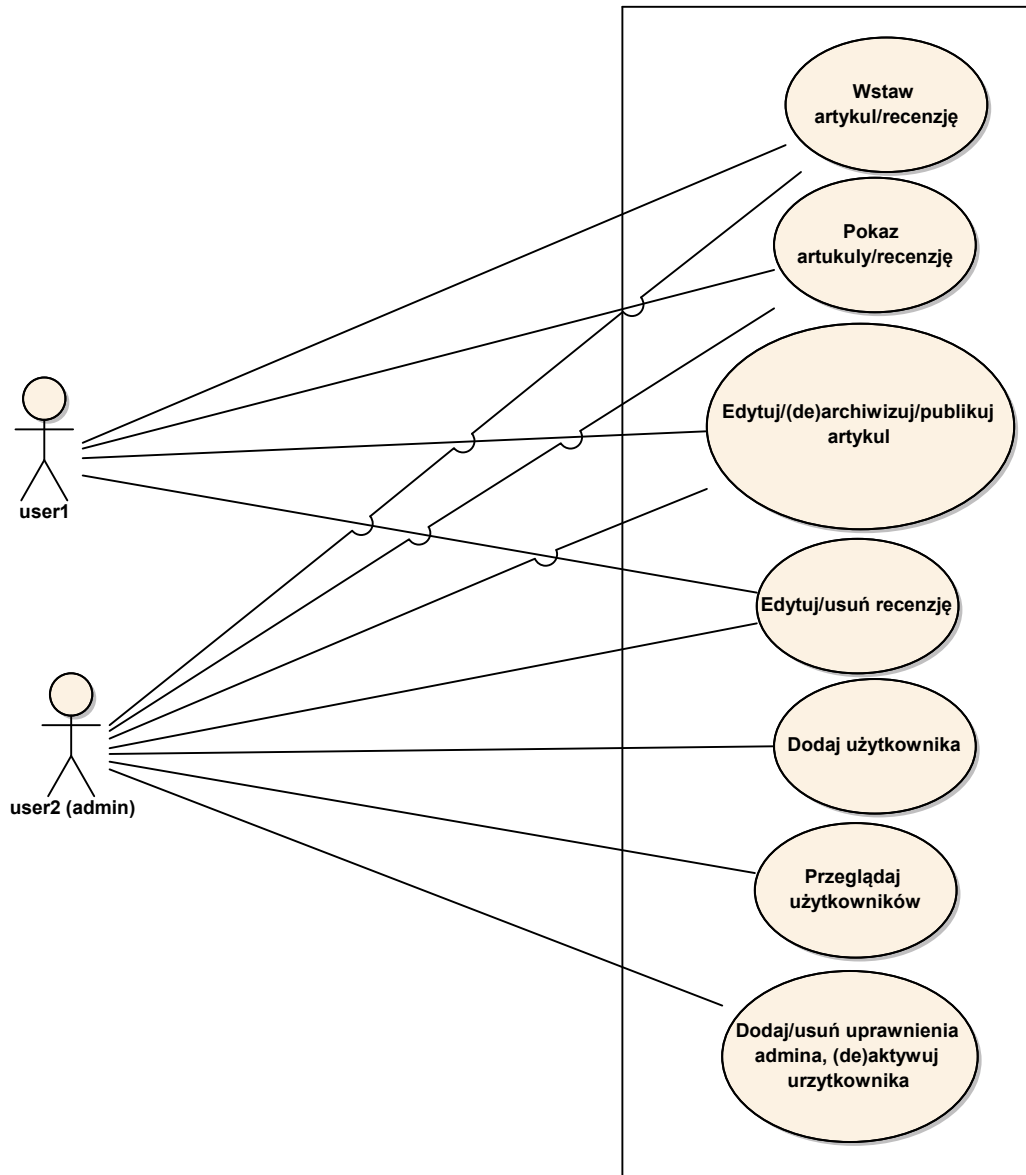 Wstaw
artykul/recenzję
Pokaz
artukuly/recenzję
Edytuj/(de)archiwizuj/publikuj
artykul
user1
Edytuj/usuń recenzję
Dodaj użytkownika
user2 (admin)
Przeglądaj
użytkowników
Dodaj/usuń uprawnienia
admina, (de)aktywuj
urzytkownika